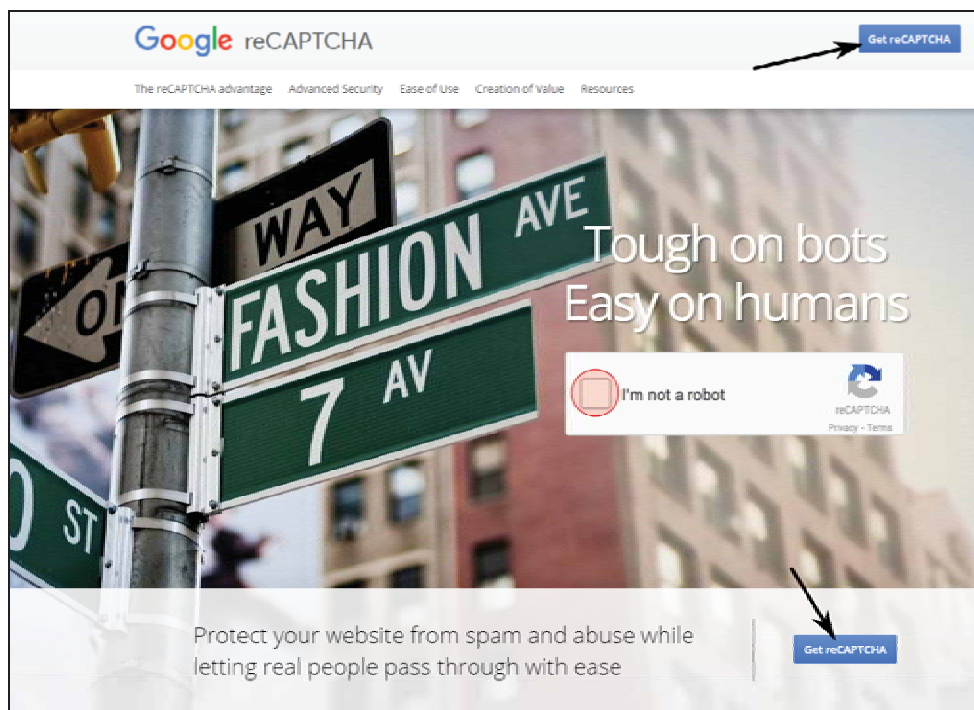 Google reCAPTCHA
Get reCAPTCHA
The reCAPTCHA advantage Advanced Security Ease of Use Creation of Value Resources
WAY
ON
FASHION AVE
7 AV
ST
Tough on bots
Easy on humans
I'm not a robot
reCAPTCHA
Privacy - Terms
Protect your website from spam and abuse while
letting real people pass through with ease
Get reCAPTCHA